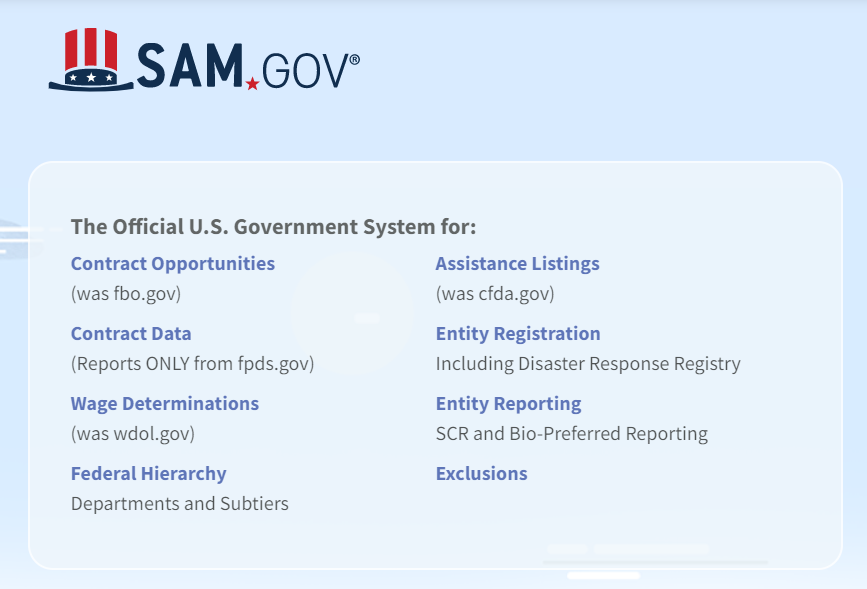 SAM.GOV®
The Official U.S. Government System for:
Contract Opportunities
(was fbo.gov)
Contract Data
(Reports ONLY from fpds.gov)
Wage Determinations
(was wdol.gov)
Federal Hierarchy
Departments and Subtiers
Assistance Listings
(was cfda.gov)
Entity Registration
Including Disaster Response Registry
Entity Reporting
SCR and Bio-Preferred Reporting
Exclusions